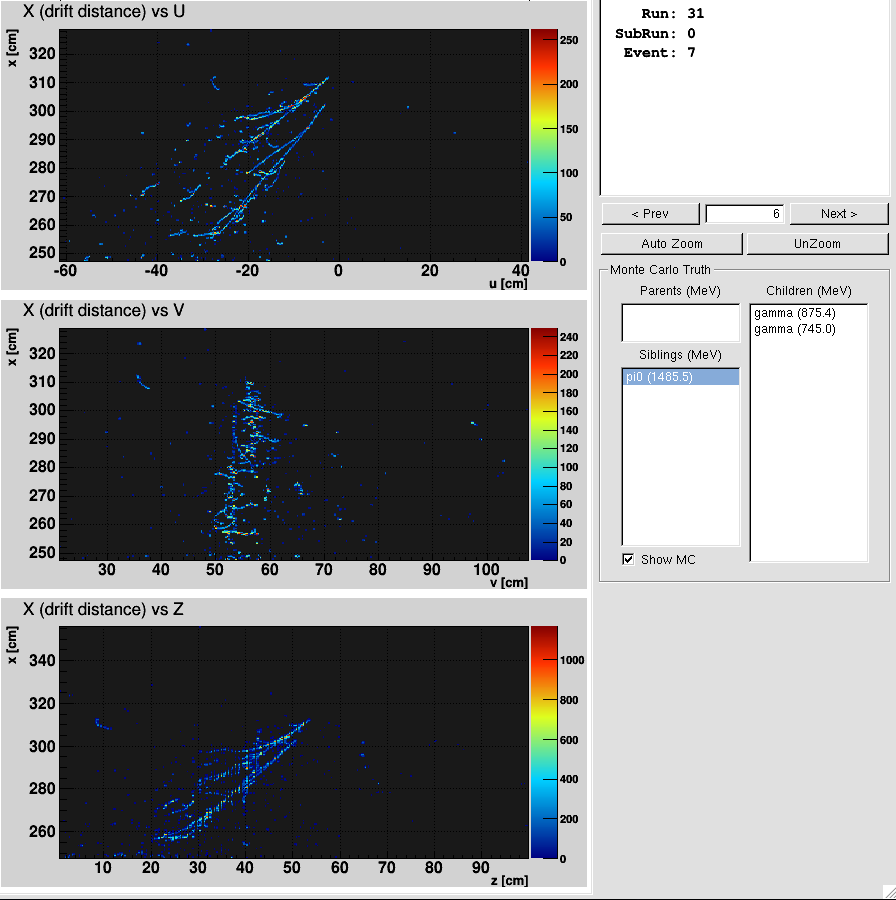 X (drift distance) vs U
x [cm]
320
310
300
290
280
270
260
250
-60
-40
-20
0
20
40
u [cm]
250
200
150
100
50
0
X (drift distance) vs V
x [cm]
320
310
300
290
280
270
260
250
30
40
50
60
70
80
90
100
v [cm]
240
220
200
180
160
140
120
100
80
60
40
20
0
X (drift distance) vs Z
x [cm]
340
320
300
280
260
10
20
30
40
50
60
70
80
90
z [cm]
1000
800
600
400
200
0
Run: 31
SubRun: 0
Event: 7
< Prev
6
Next >
Auto Zoom
UnZoom
Monte Carlo Truth
Parents (MeV)
Children (MeV)
gamma (875.4)
gamma (745.0)
Siblings (MeV)
pi0 (1485.5)
Show MC